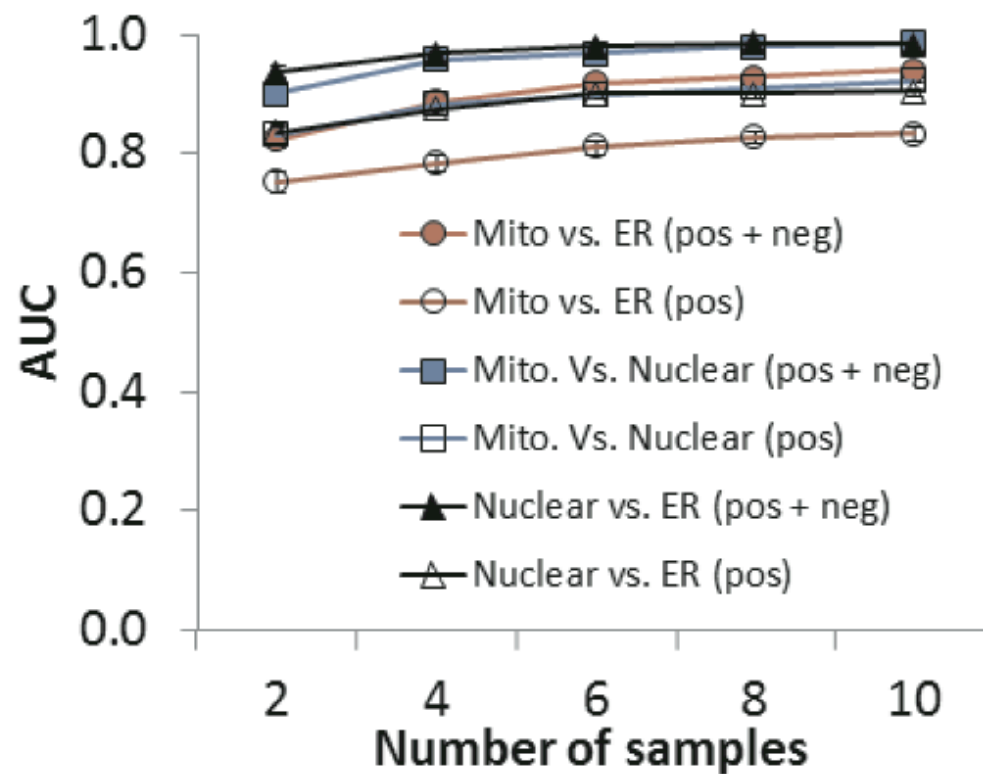 1.0
0.8
0.6
0.4
0.2
0.0
AUC
Mito vs. ER (pos + neg)
Mito vs. ER (pos)
Mito. Vs. Nuclear (pos + neg)
Mito. Vs. Nuclear (pos)
Nuclear vs. ER (pos + neg)
Nuclear vs. ER (pos)
2 4 6 8 10
Number of samples